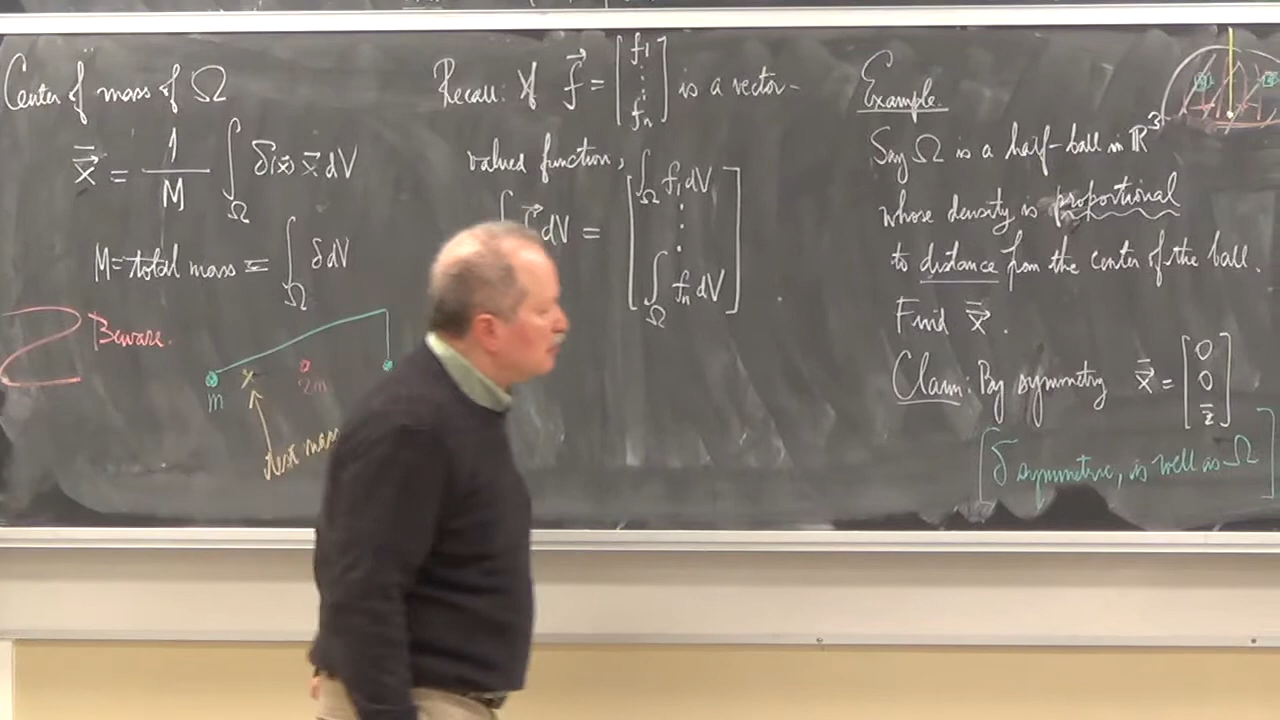 Center of mass of Ω
x̄⃗ = 1/M ∫_Ω δ(x⃗) x⃗ dV
M = total mass = ∫_Ω δ dV
Beware.
m
2m
test mass
Recall: If f⃗ = [f₁ ⋮ fₙ] is a vector-
valued function,
∫ dV = [∫_Ω f₁ dV ⋮ ∫_Ω fₙ dV]
Example.
Say Ω is a half-ball in ℝ³
whose density is proportional
to distance from the center of the ball.
Find x̄⃗.
Claim: By symmetry x̄⃗ = [0 0 z̄]
[δ symmetric, is well as Ω]